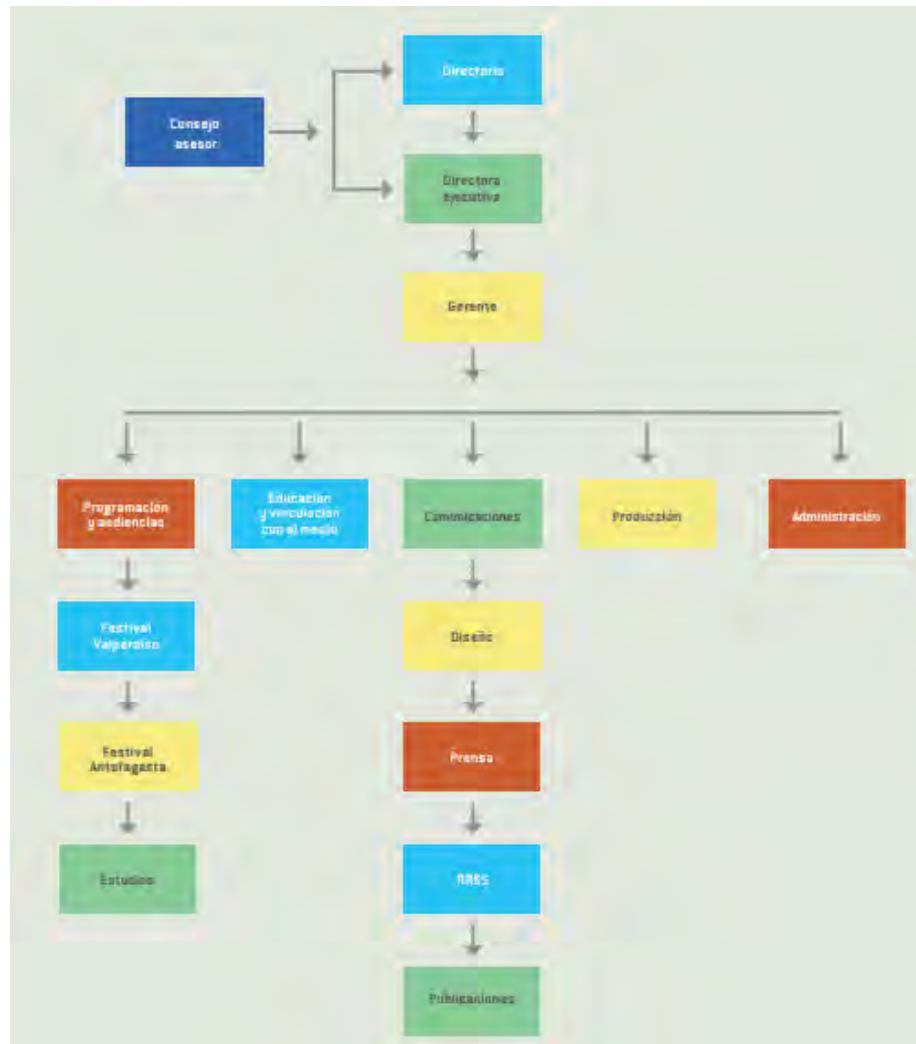 Directorio
Consejo
asesor
Directora
Ejecutiva
Gerente
Programación
y audiencias
Educación
y vinculación
con el medio
Comunicaciones
Producción
Administración
Festival
Valparaíso
Diseño
Festival
Antofagasta
Prensa
Estudios
RRSS
Publicaciones